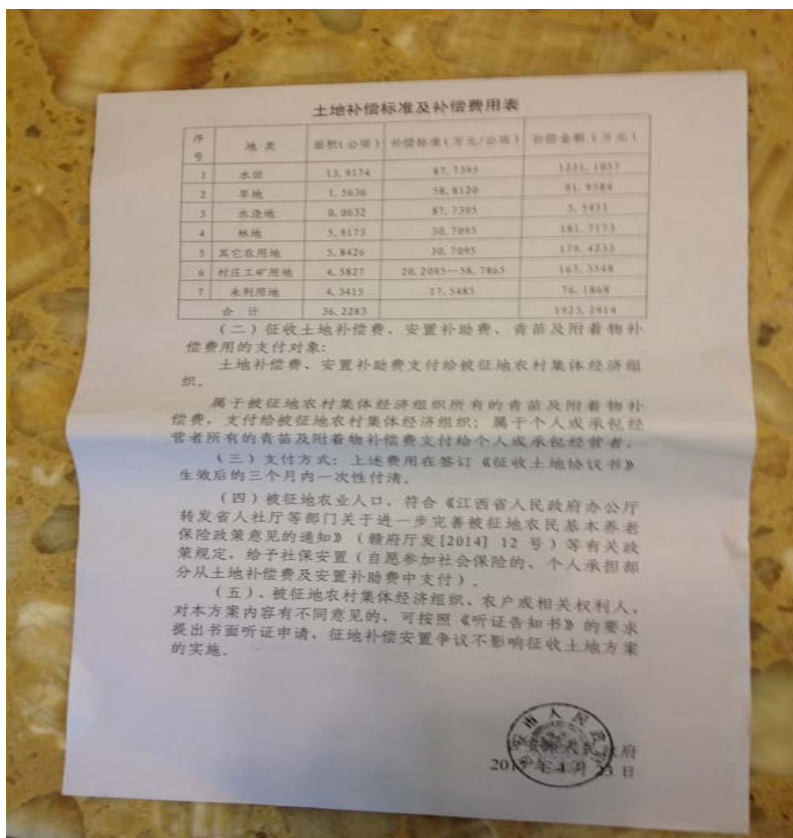 土地补偿标准及补偿费用表
序号 地类 面积(公顷) 补偿标准(万元/公顷) 补偿金额(万元)
1 水田 13.9174 87.7395 1221.1057
2 旱地 1.5636 58.8120 91.9584
3 水浇地 0.0632 87.7395 5.5451
4 林地 5.9173 30.7095 181.7173
5 其它农用地 5.8426 30.7095 179.4233
6 村庄工矿用地 4.5827 20.2095—58.7865 167.3548
7 未利用地 4.3415 17.5485 76.1868
合计 36.2283 1923.2914
(二)征收土地补偿费、安置补助费、青苗及附着物补
偿费用的支付对象:
土地补偿费、安置补助费支付给被征地农村集体经济组
织。
属于被征地农村集体经济组织所有的青苗及附着物补
偿费,支付给被征地农村集体经济组织;属于个人或承包经
营者所有的青苗及附着物补偿费支付给个人或承包经营者。
(三)支付方式:上述费用在签订《征收土地协议书》
生效后的三个月内一次性付清。
(四)被征地农业人口,符合《江西省人民政府办公厅
转发省人社厅等部门关于进一步完善被征地农民基本养老
保险政策意见的通知》(赣府厅发[2014] 12 号)等有关政
策规定,给予社保安置(自愿参加社会保险的,个人承担部
分从土地补偿费及安置补助费中支付)。
(五)、被征地农村集体经济组织、农户或相关权利人,
对本方案内容有不同意见的,可按照《听证告知书》的要求
提出书面听证申请,征地补偿安置争议不影响征收土地方案
的实施。
安市人民政府
2017年4月23日